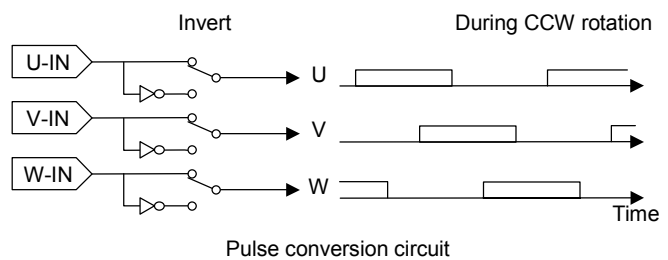 Invert
During CCW rotation
U-IN
U
V-IN
V
W-IN
W
Time
Pulse conversion circuit